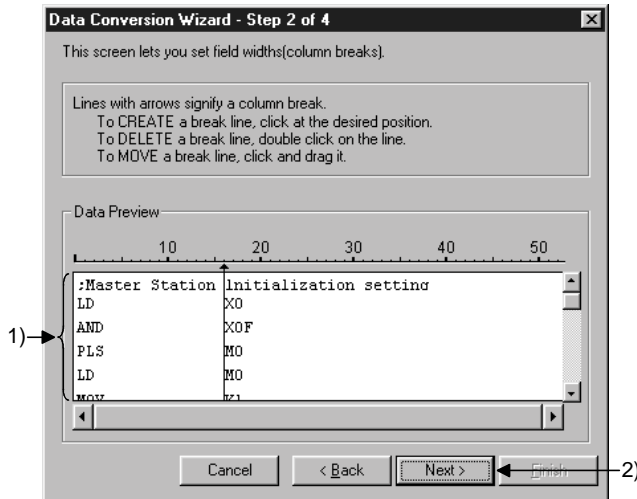 Data Conversion Wizard - Step 2 of 4
This screen lets you set field widths(column breaks).
Lines with arrows signify a column break.
To CREATE a break line, click at the desired position.
To DELETE a break line, double click on the line.
To MOVE a break line, click and drag it.
Data Preview
10 20 30 40 50
;Master Station Initialization setting
LD X0
AND X0F
PLS M0
LD M0
MOV K1
1)
Cancel < Back Next > Finish
2)